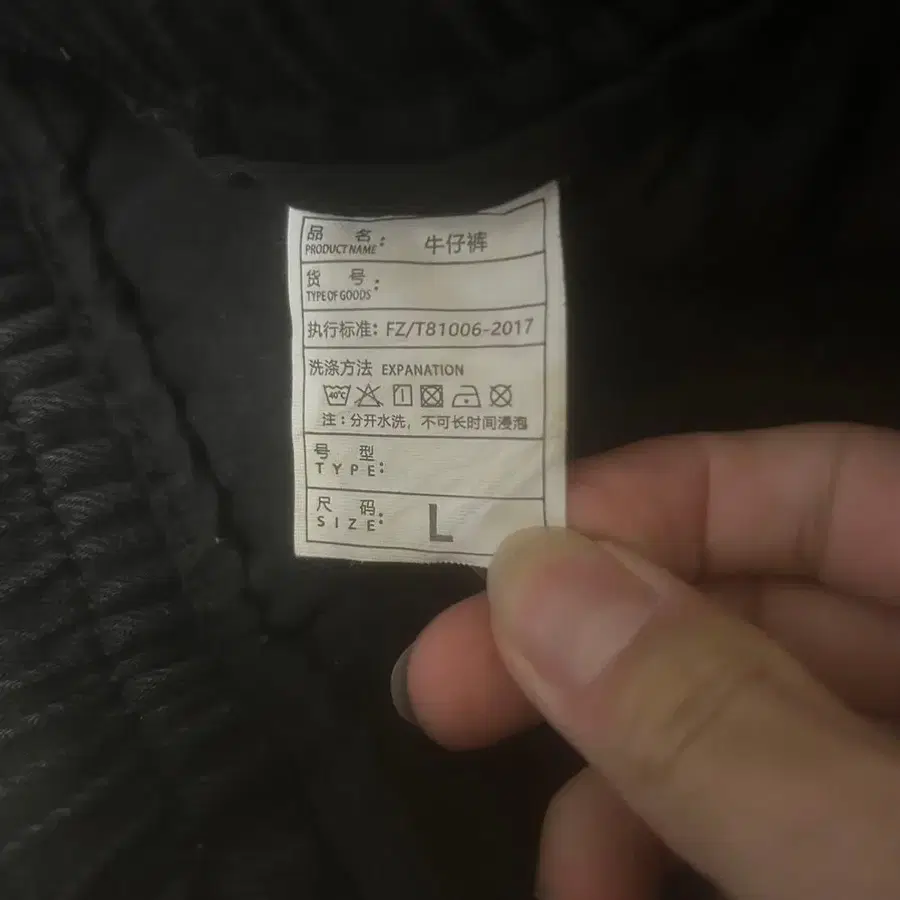 品 名：牛仔裤
PRODUCT NAME
货 号：
TYPE OF GOODS
执行标准：FZ/T81006-2017
洗涤方法 EXPANATION
40℃
注：分开水洗，不可长时间浸泡
号 型
TYPE:
尺 码
SIZE: L